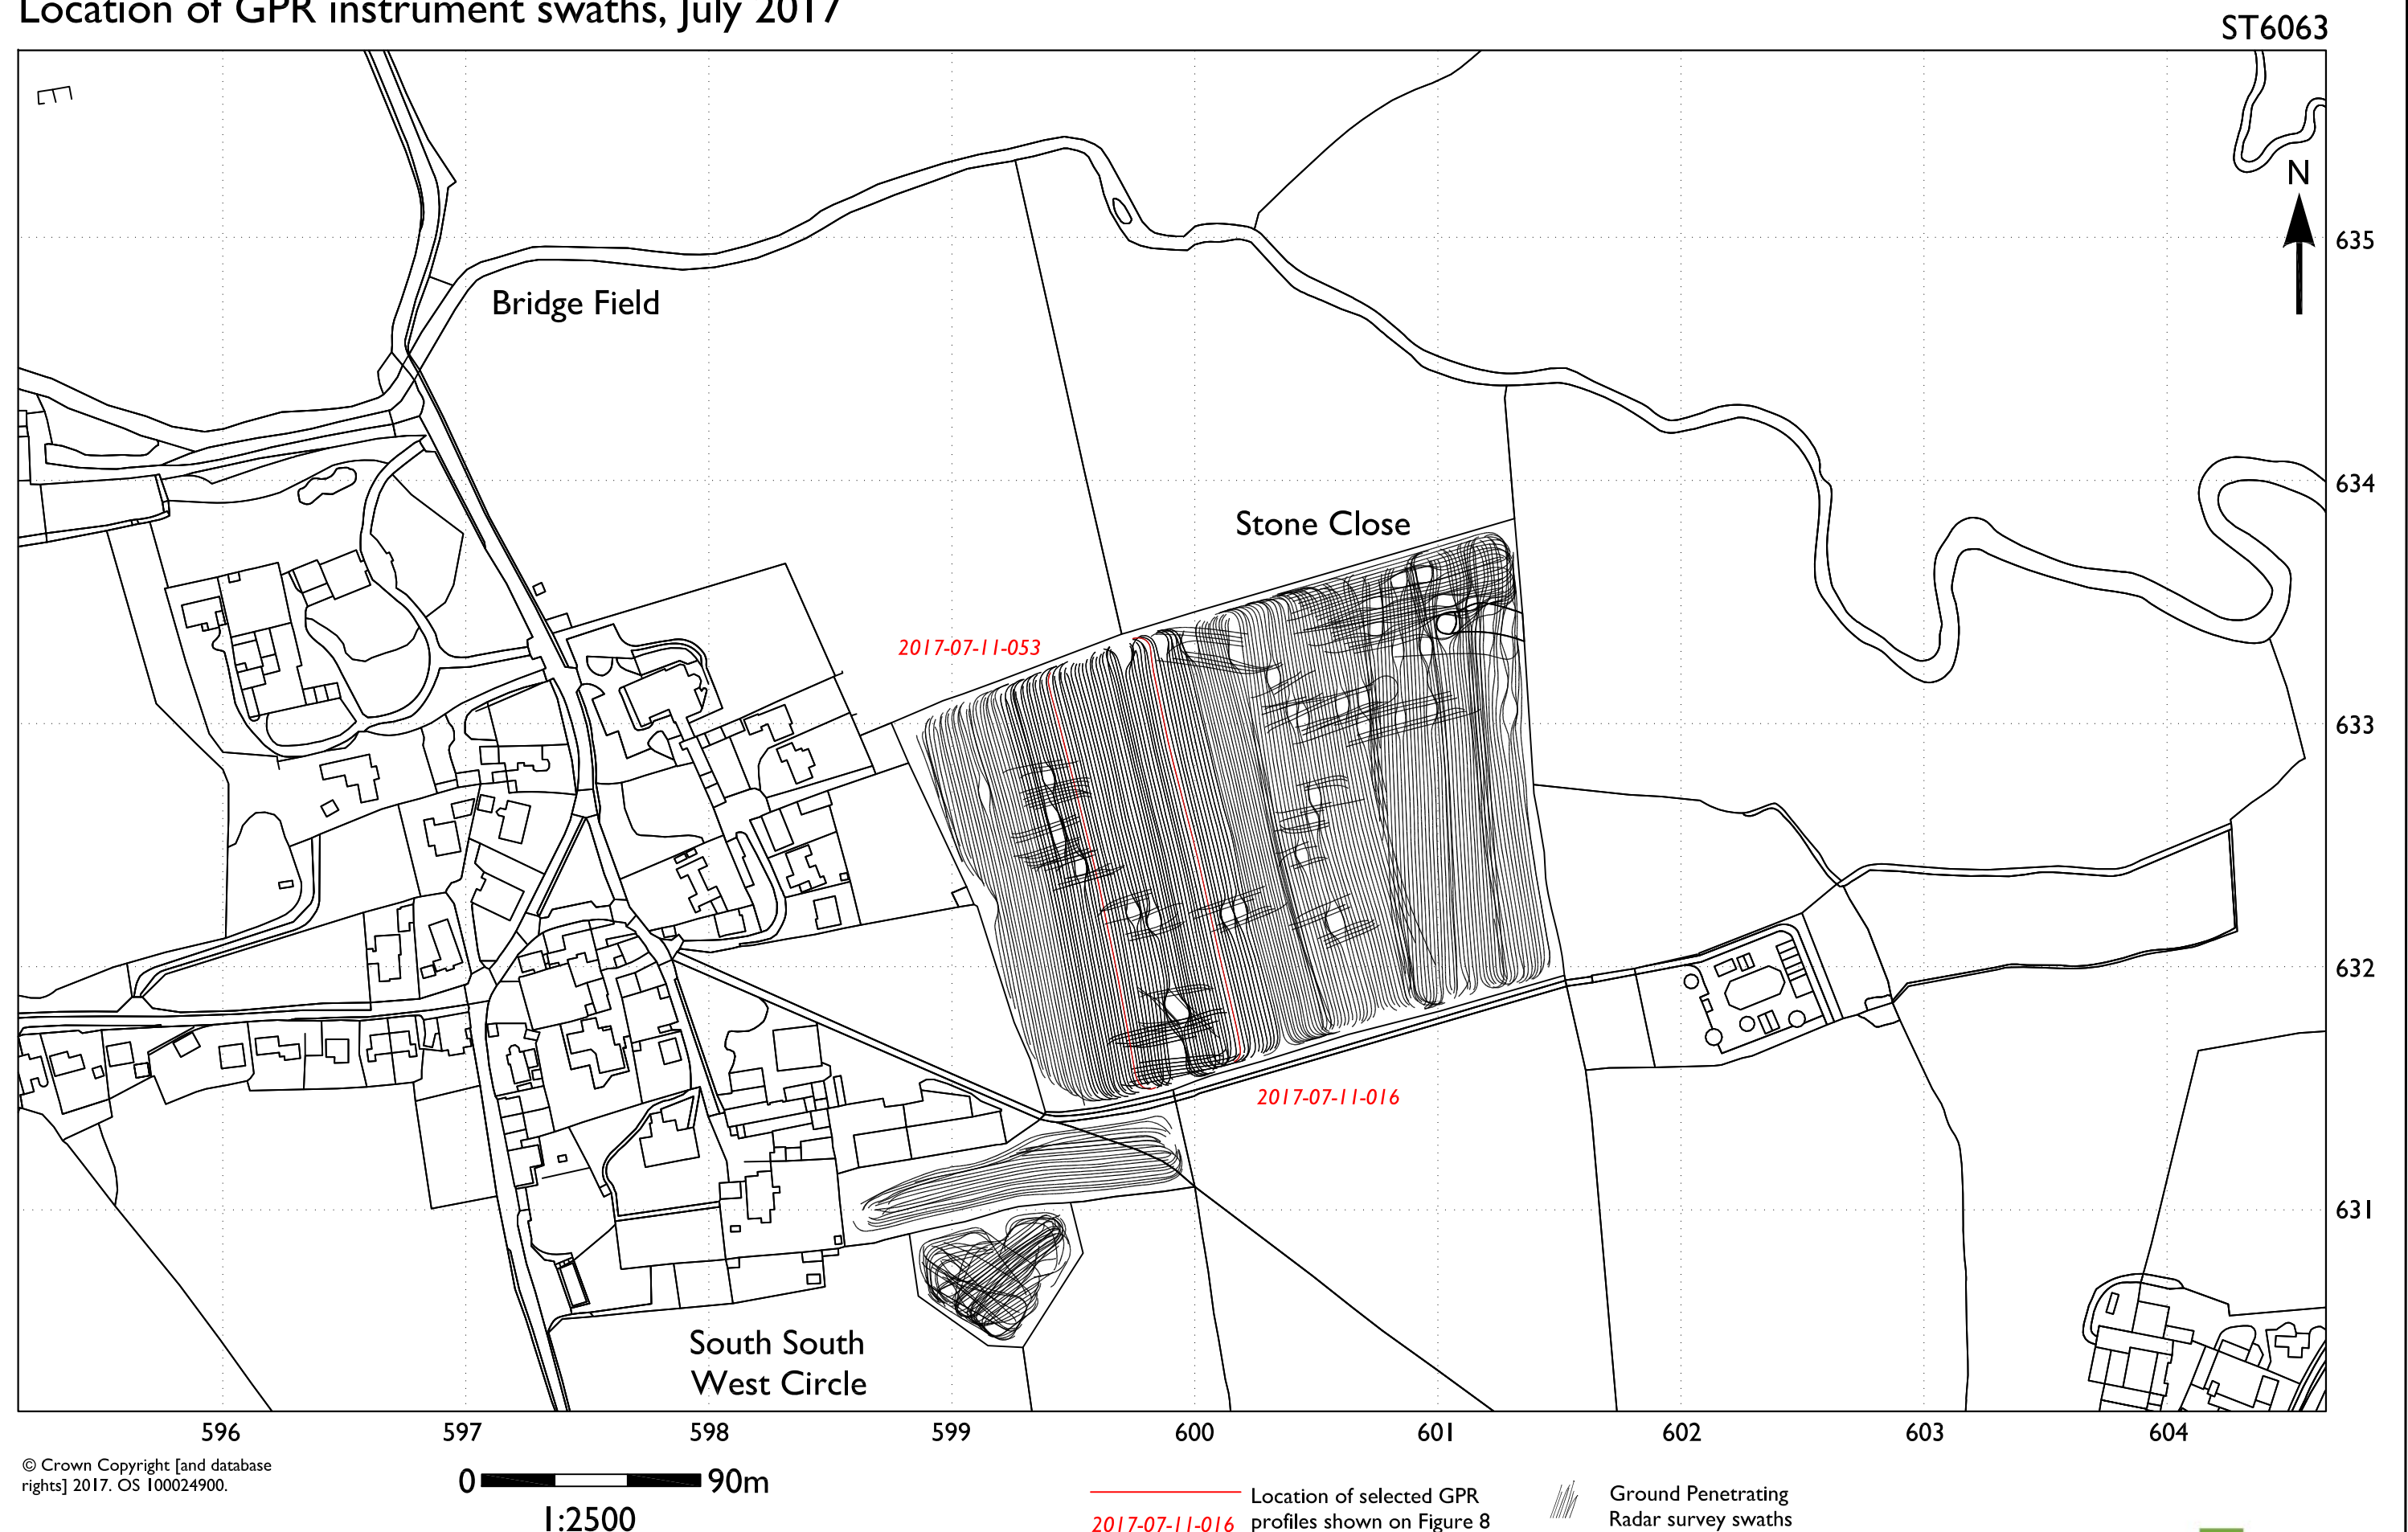 Location of GPR instrument swaths, July 2017
ST6063
N
635
Bridge Field
634
Stone Close
2017-07-11-053
633
632
2017-07-11-016
631
South South
West Circle
596
597
598
599
600
601
602
603
604
© Crown Copyright [and database
rights] 2017. OS 100024900.
0
90m
1:2500
Location of selected GPR
2017-07-11-016 profiles shown on Figure 8
Ground Penetrating
Radar survey swaths